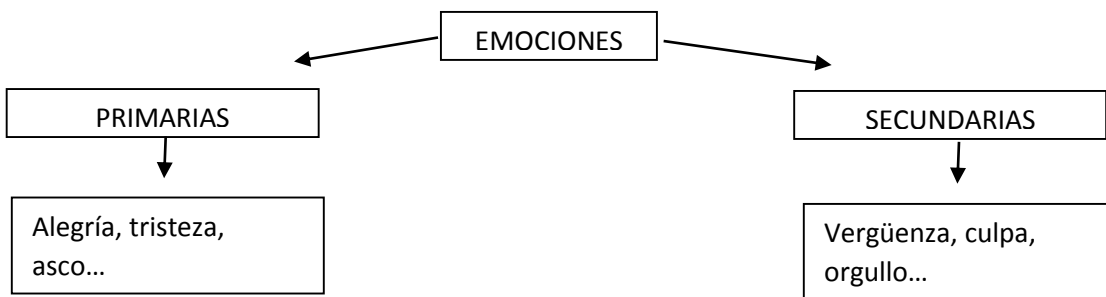 EMOCIONES
PRIMARIAS
SECUNDARIAS
Alegría, tristeza,
asco…
Vergüenza, culpa,
orgullo…